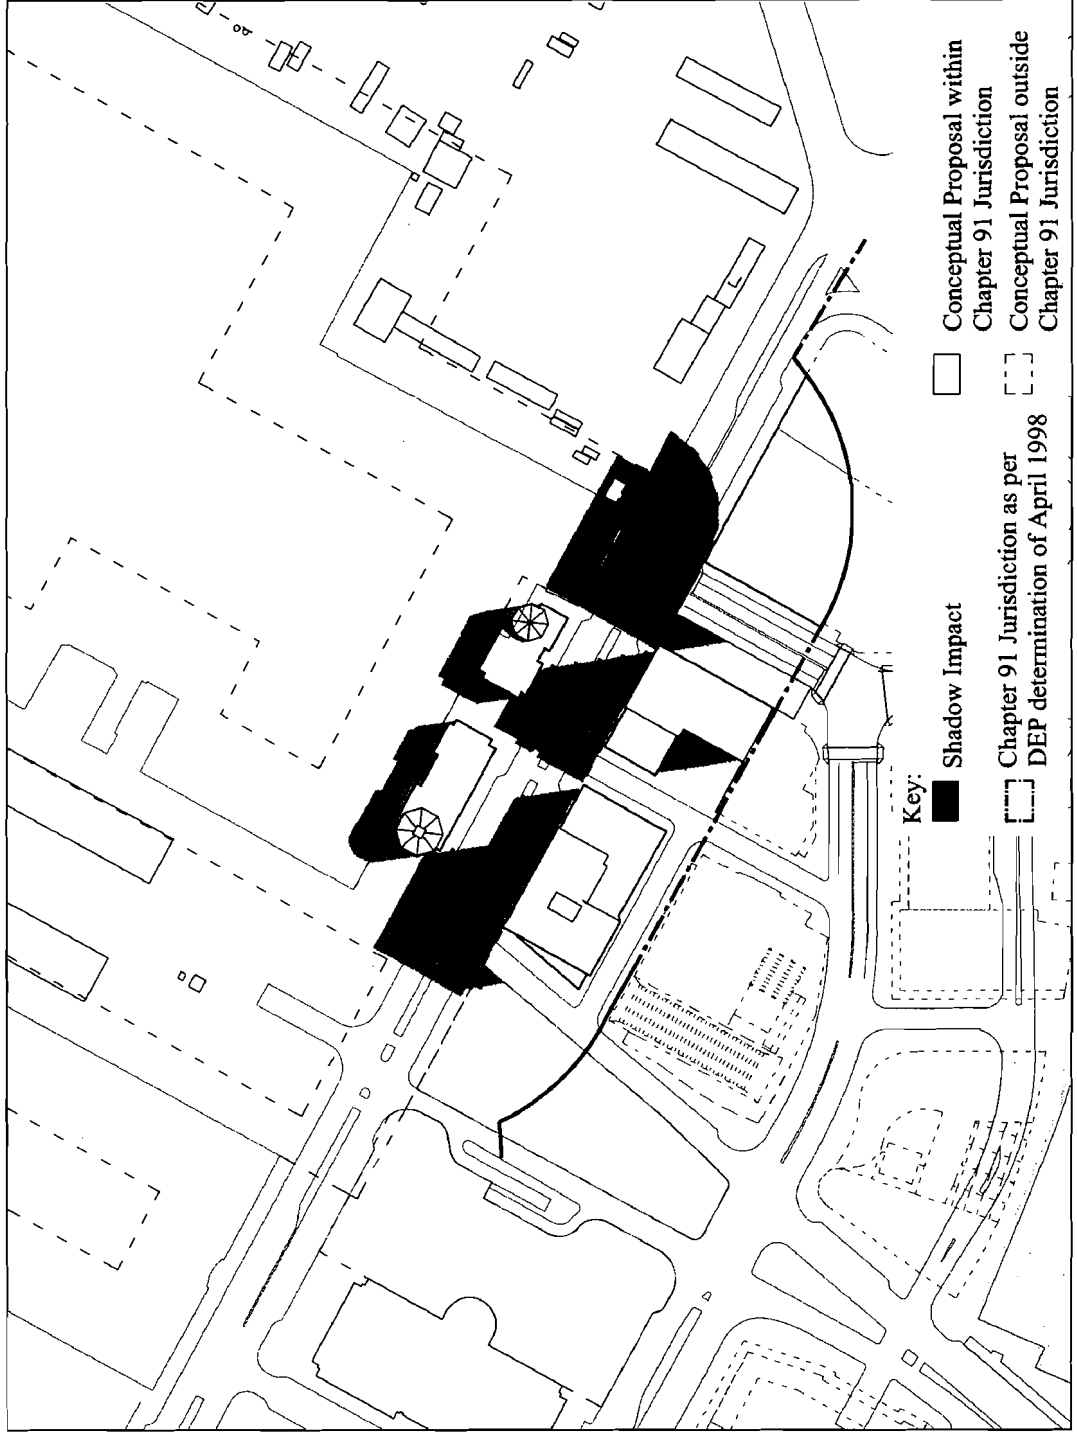 Key:
Shadow Impact
Chapter 91 Jurisdiction as per
DEP determination of April 1998
Conceptual Proposal within
Chapter 91 Jurisdiction
Conceptual Proposal outside
Chapter 91 Jurisdiction